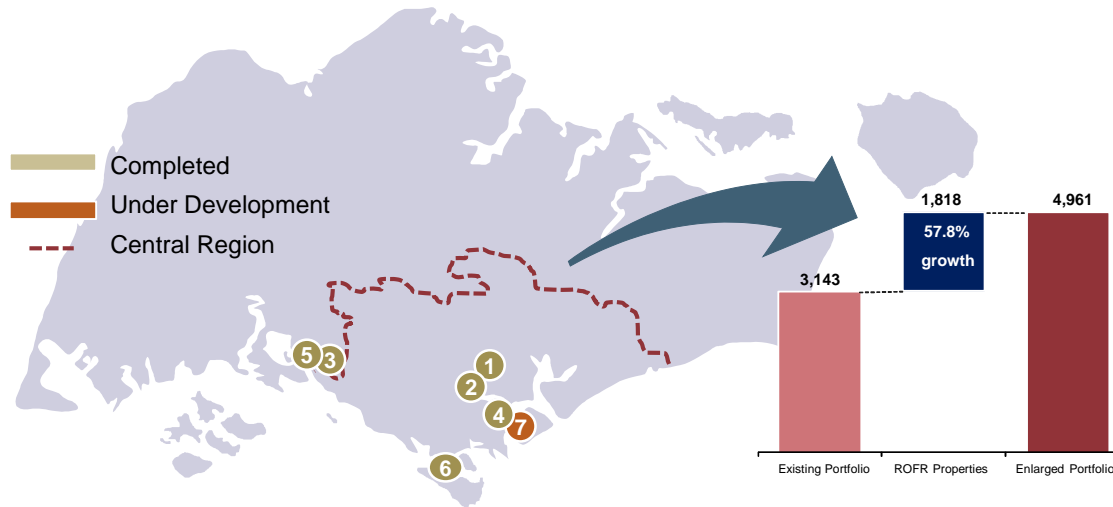 Completed
Under Development
Central Region
5
3
1
2
4
7
6
1,818
4,961
57.8%
growth
3,143
Existing Portfolio
ROFR Properties
Enlarged Portfolio